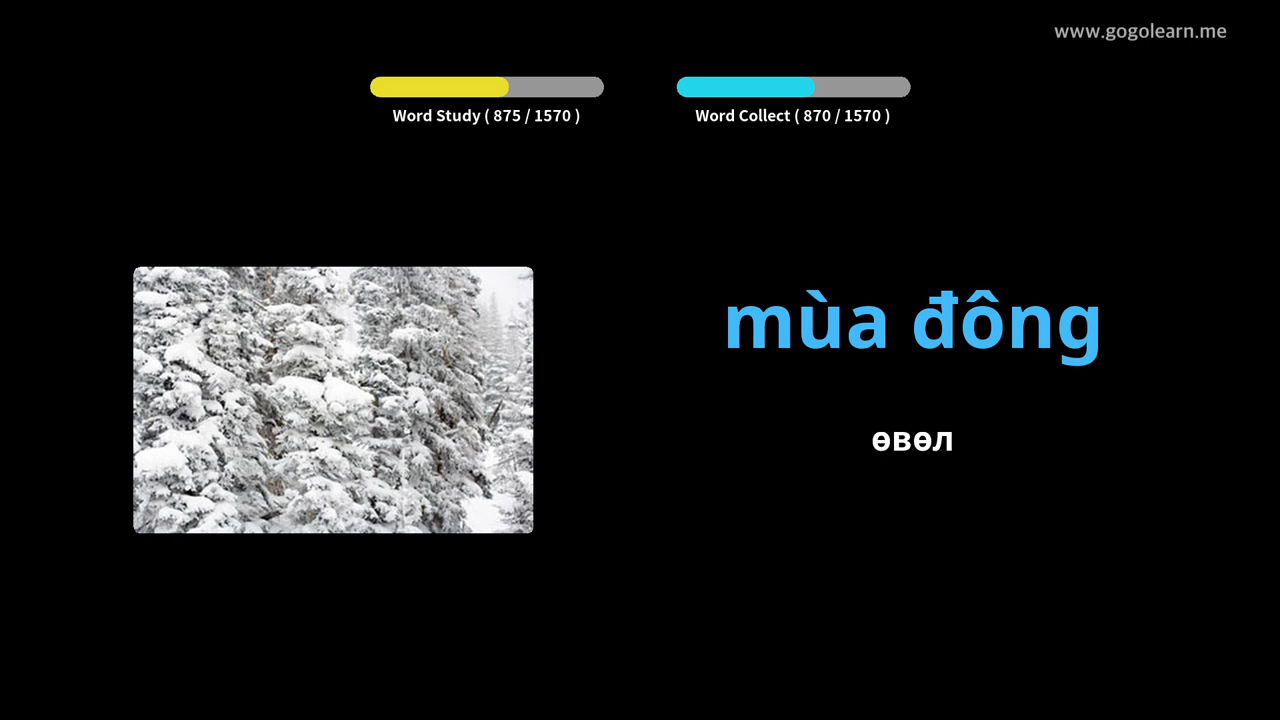 www.gogolearn.me
Word Study ( 875 / 1570 )
Word Collect ( 870 / 1570 )
mùa đông
өвөл